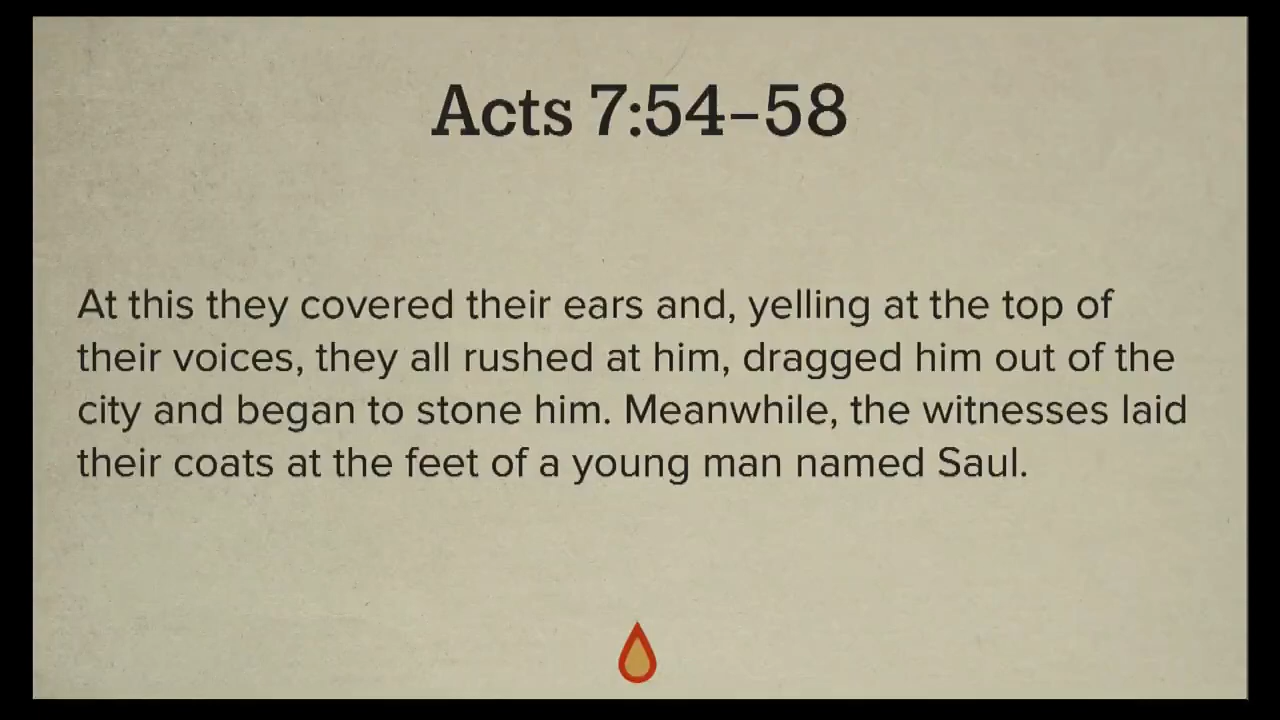 Acts 7:54–58
At this they covered their ears and, yelling at the top of
their voices, they all rushed at him, dragged him out of the
city and began to stone him. Meanwhile, the witnesses laid
their coats at the feet of a young man named Saul.